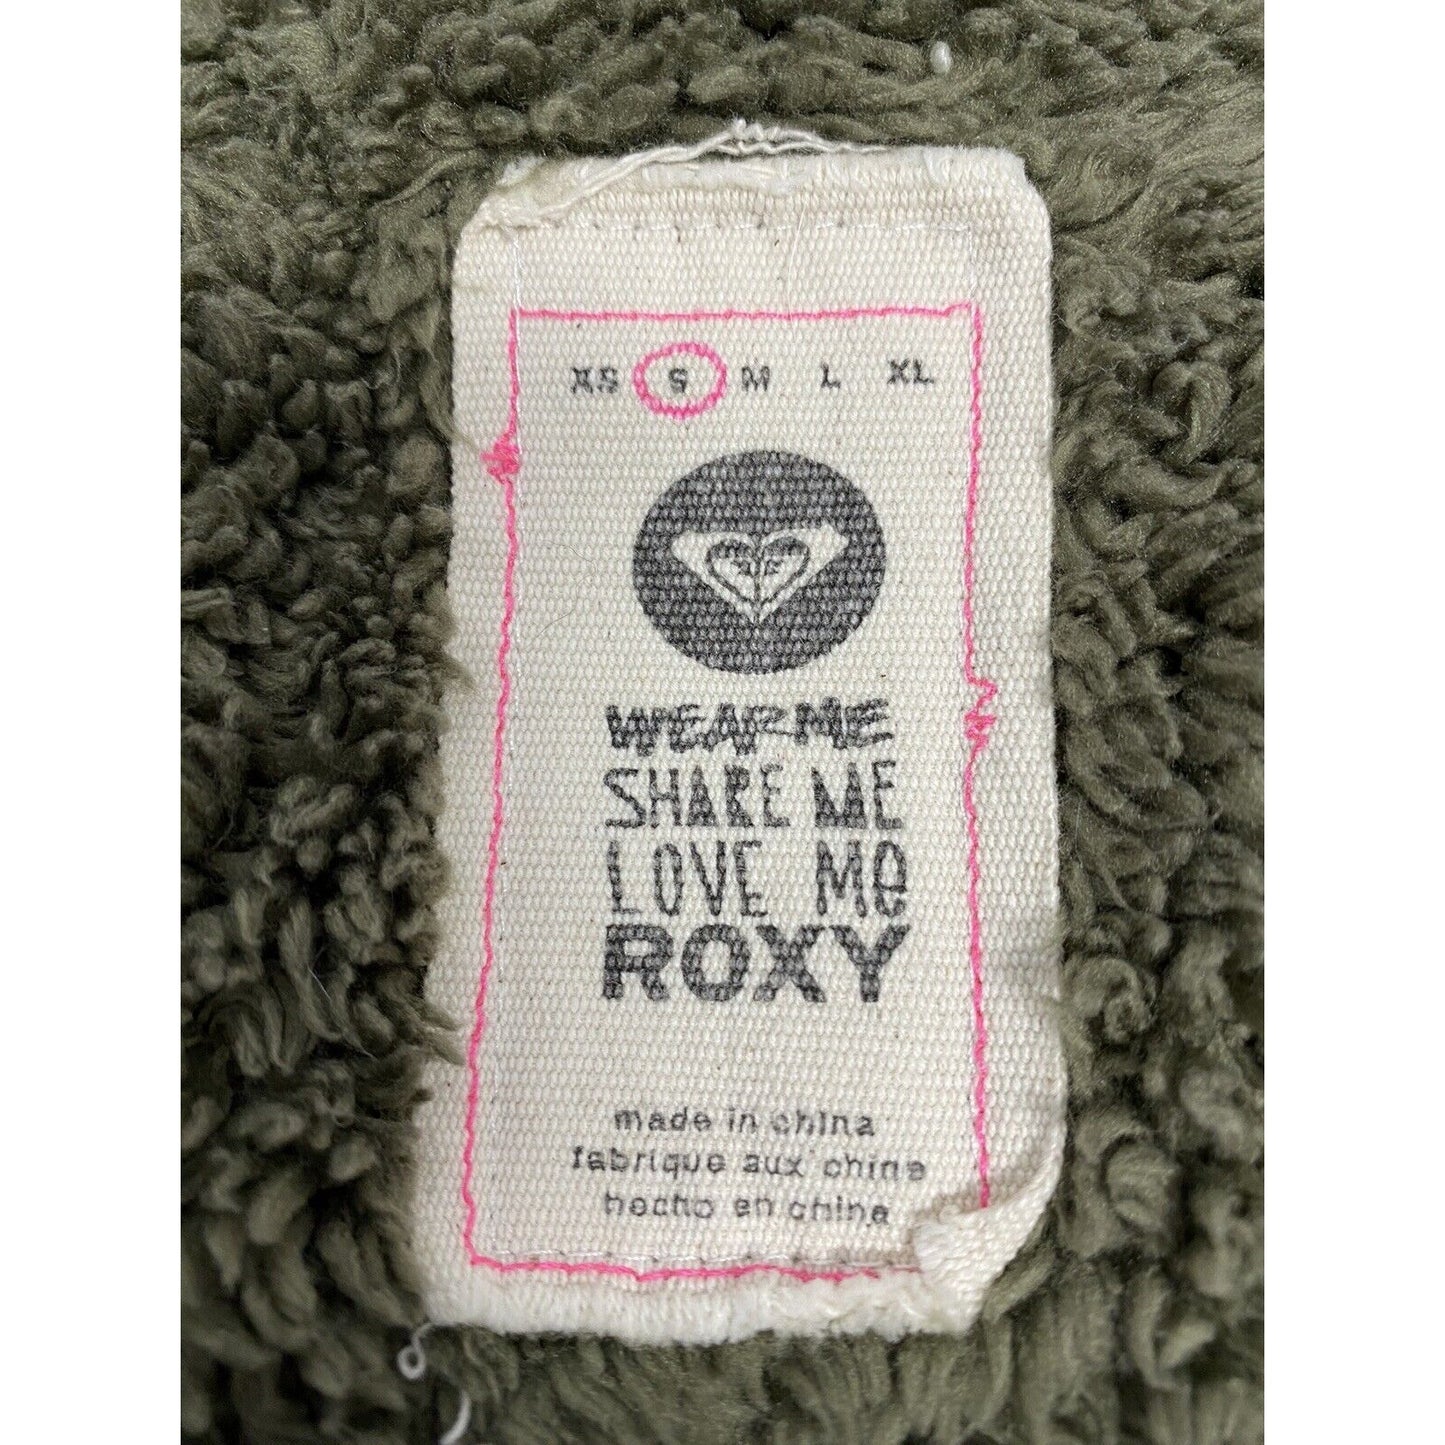 XS S M L XL
WEAR ME
SHARE ME
LOVE Me
ROXY
made in china
fabrique aux chine
hecho en china